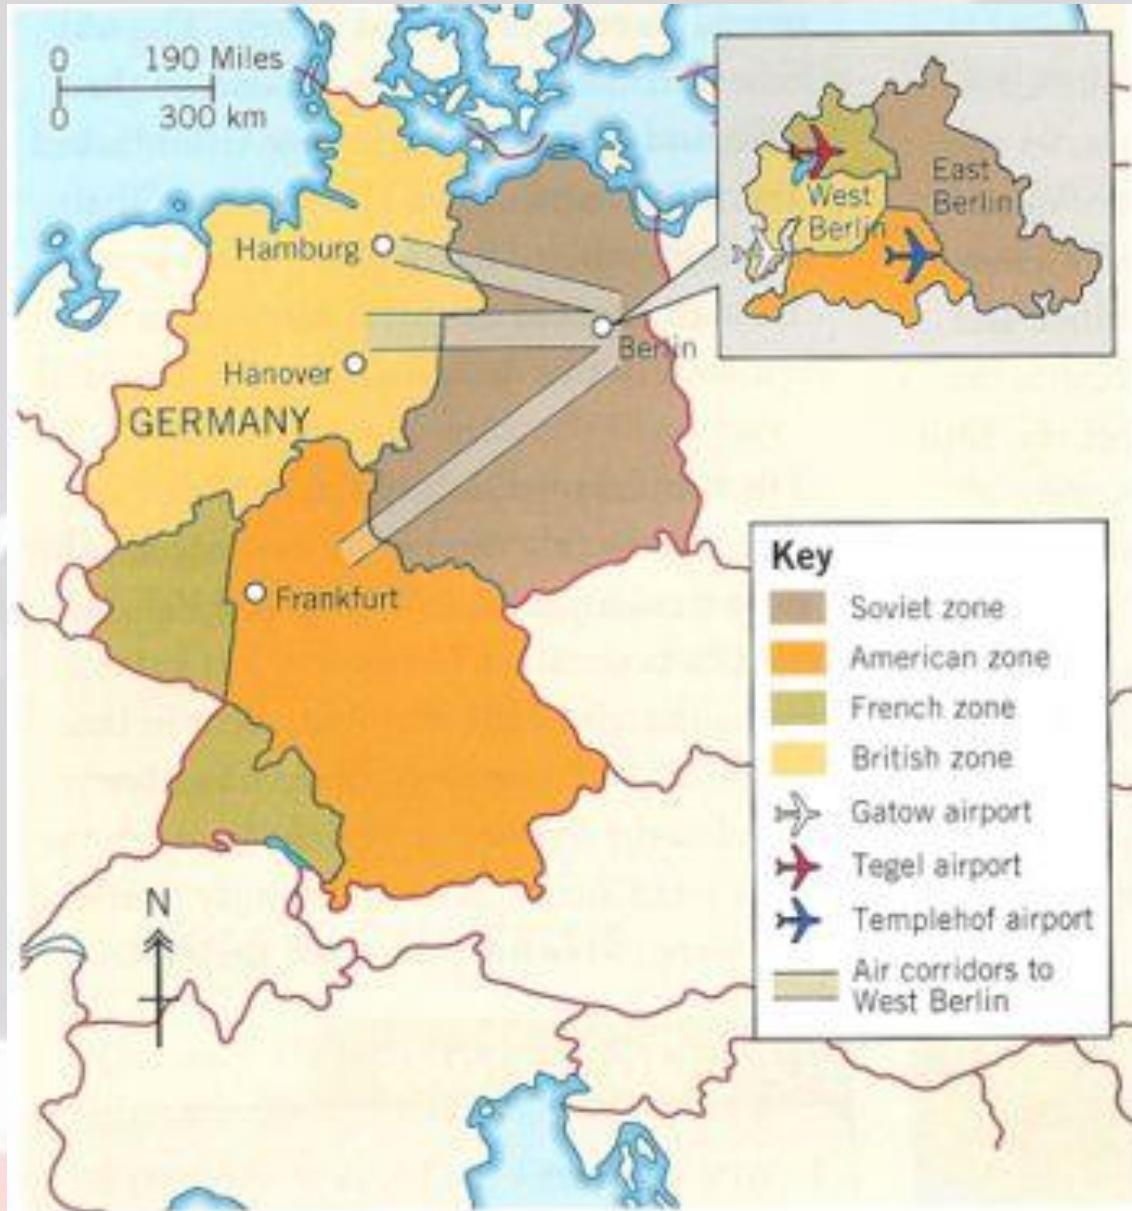 0 190 Miles
0 300 km
Hamburg
Hanover
GERMANY
Berlin
Frankfurt
West
Berlin
East
Berlin
N
Key
Soviet zone
American zone
French zone
British zone
Gatow airport
Tegel airport
Templehof airport
Air corridors to
West Berlin